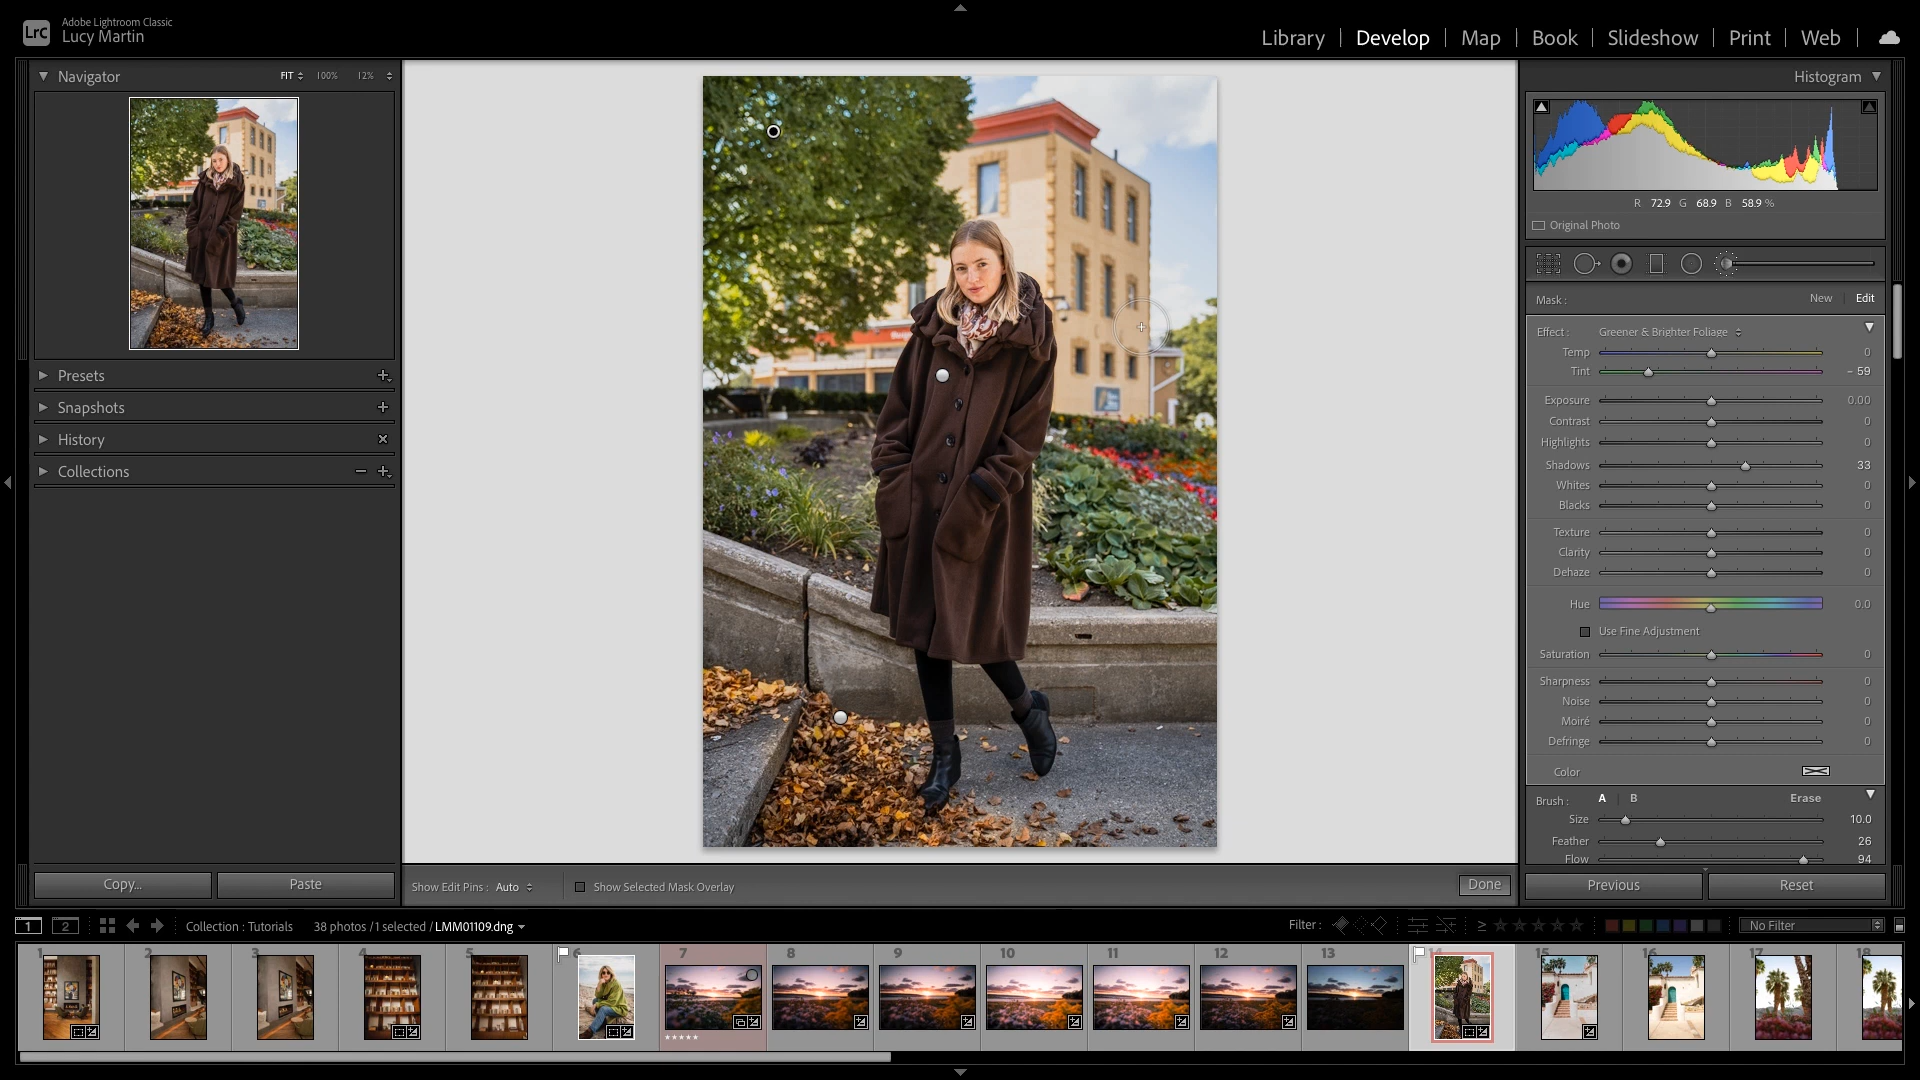 LrC
Adobe Lightroom Classic
Lucy Martin
Library | Develop | Map | Book | Slideshow | Print | Web
Navigator
FIT 100% 12%
Presets
Snapshots
History
Collections
Copy... Paste
Show Edit Pins : Auto
Show Selected Mask Overlay
Done
Histogram
R 72.9 G 68.9 B 58.9 %
Original Photo
Mask : New | Edit
Effect : Greener & Brighter Foliage
Temp 0
Tint – 59
Exposure 0.00
Contrast 0
Highlights 0
Shadows 33
Whites 0
Blacks 0
Texture 0
Clarity 0
Dehaze 0
Hue 0.0
Use Fine Adjustment
Saturation 0
Sharpness 0
Noise 0
Moiré 0
Defringe 0
Color
Brush : A | B Erase
Size 10.0
Feather 26
Flow 94
Previous Reset
1 2
Collection : Tutorials
38 photos / 1 selected / LMM01109.dng
Filter : ≥ No Filter
1 2 3 4 5 6 7 8 9 10 11 12 13 14 15 16 17 18